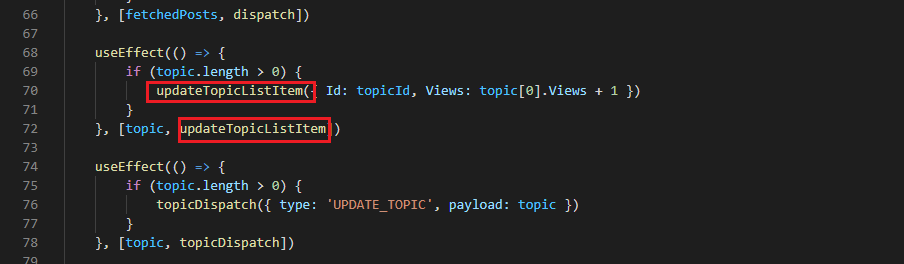 66 }, [fetchedPosts, dispatch])
67
68 useEffect(() => {
69 if (topic.length > 0) {
70 updateTopicListItem({ Id: topicId, Views: topic[0].Views + 1 })
71 }
72 }, [topic, updateTopicListItem])
73
74 useEffect(() => {
75 if (topic.length > 0) {
76 topicDispatch({ type: 'UPDATE_TOPIC', payload: topic })
77 }
78 }, [topic, topicDispatch])
79